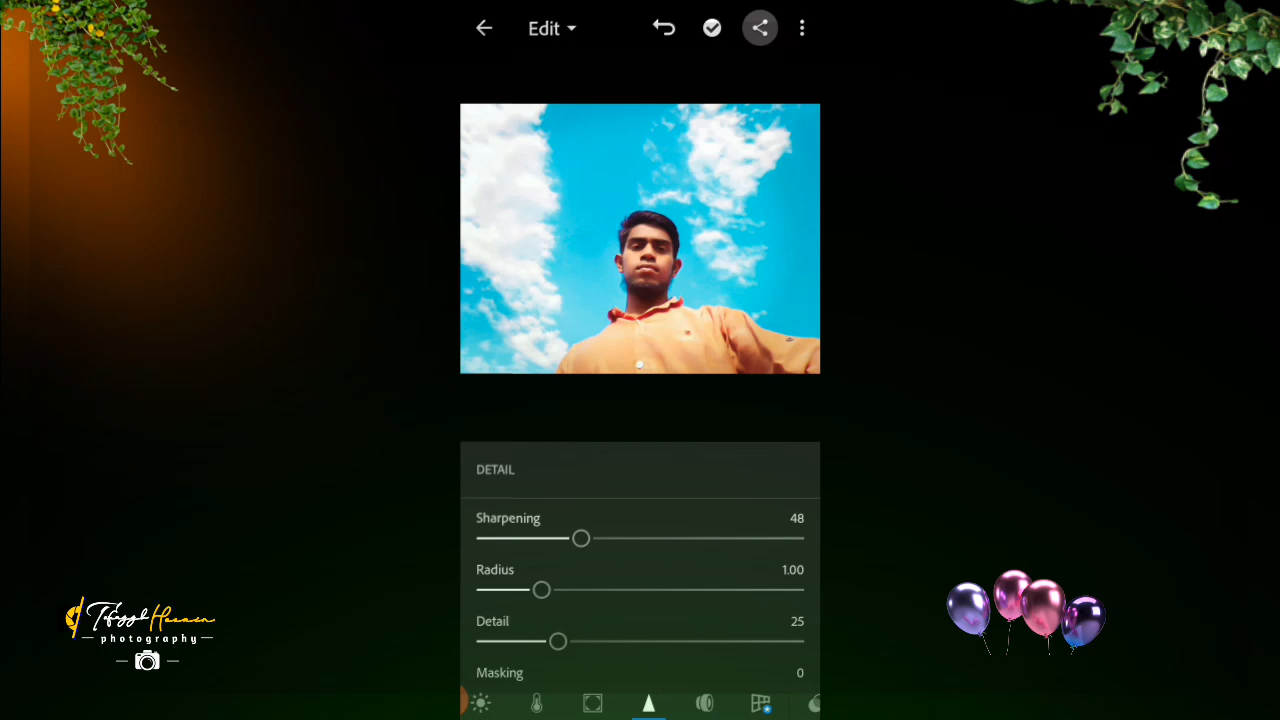 Edit
DETAIL
Sharpening 48
Radius 1.00
Detail 25
Masking 0
photography